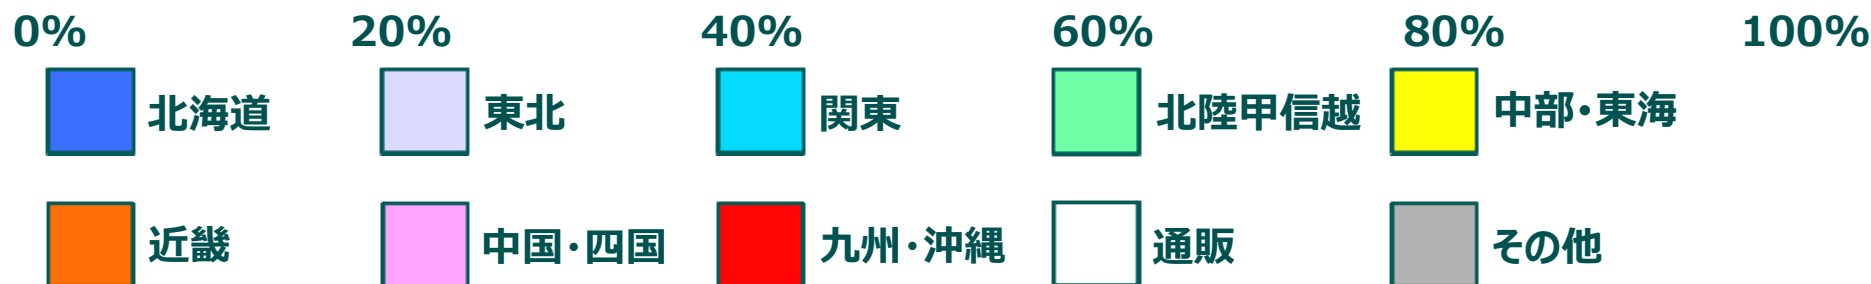 0% 20% 40% 60% 80% 100%
北海道 東北 関東 北陸甲信越 中部・東海
近畿 中国・四国 九州・沖縄 通販 その他